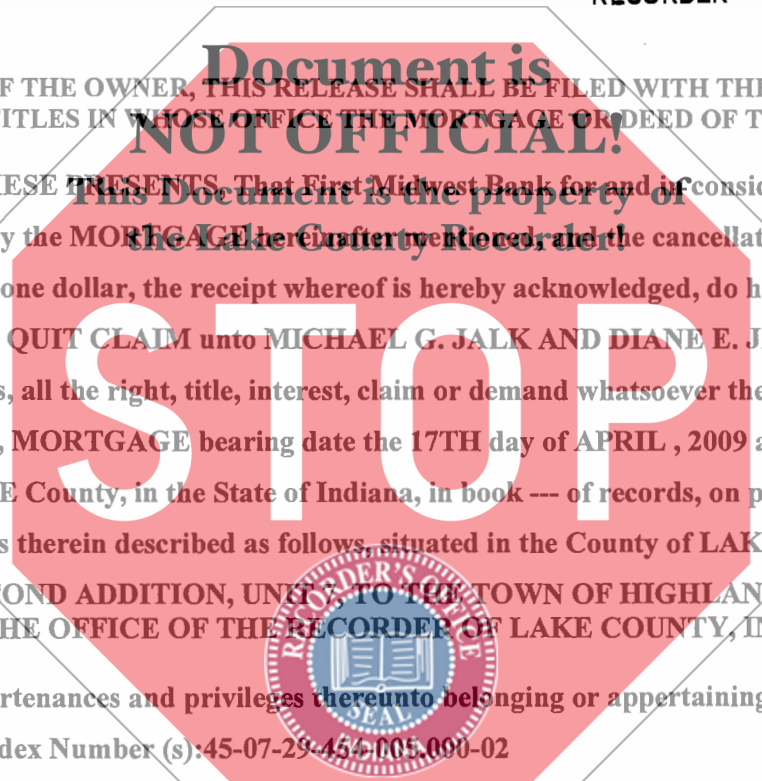 RECORDER
Document is
F THE OWNER, THIS RELEASE SHALL BE FILED WITH THE
TITLES IN WHOSE OFFICE THE MORTGAGE OR DEED OF T
NOT OFFICIAL!
ESE PRESENTS, That First Midwest Bank for and in consid
This Document is the property of
y the MORTGAGE hereinafter mentioned, and the cancellat
the Lake County Recorder!
one dollar, the receipt whereof is hereby acknowledged, do h
QUIT CLAIM unto MICHAEL G. JALK AND DIANE E. J
s, all the right, title, interest, claim or demand whatsoever the
STOP
, MORTGAGE bearing date the 17TH day of APRIL , 2009 a
E County, in the State of Indiana, in book --- of records, on p
s therein described as follows, situated in the County of LAK
OND ADDITION, UNIT 7, TO THE TOWN OF HIGHLAN
HE OFFICE OF THE RECORDER OF LAKE COUNTY, IN
RECORDER'S OFFICE
rtenances and privileges thereunto belonging or appertaining
SEAL
dex Number (s):45-07-29-454-005.000-02